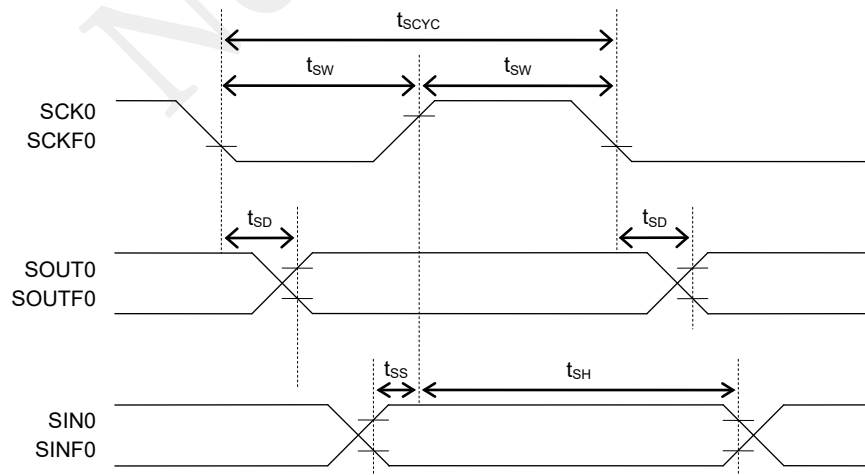 tSCYC
tSW tSW
SCK0
SCKF0
tSD tSD
SOUT0
SOUTF0
tSS tSH
SIN0
SINF0